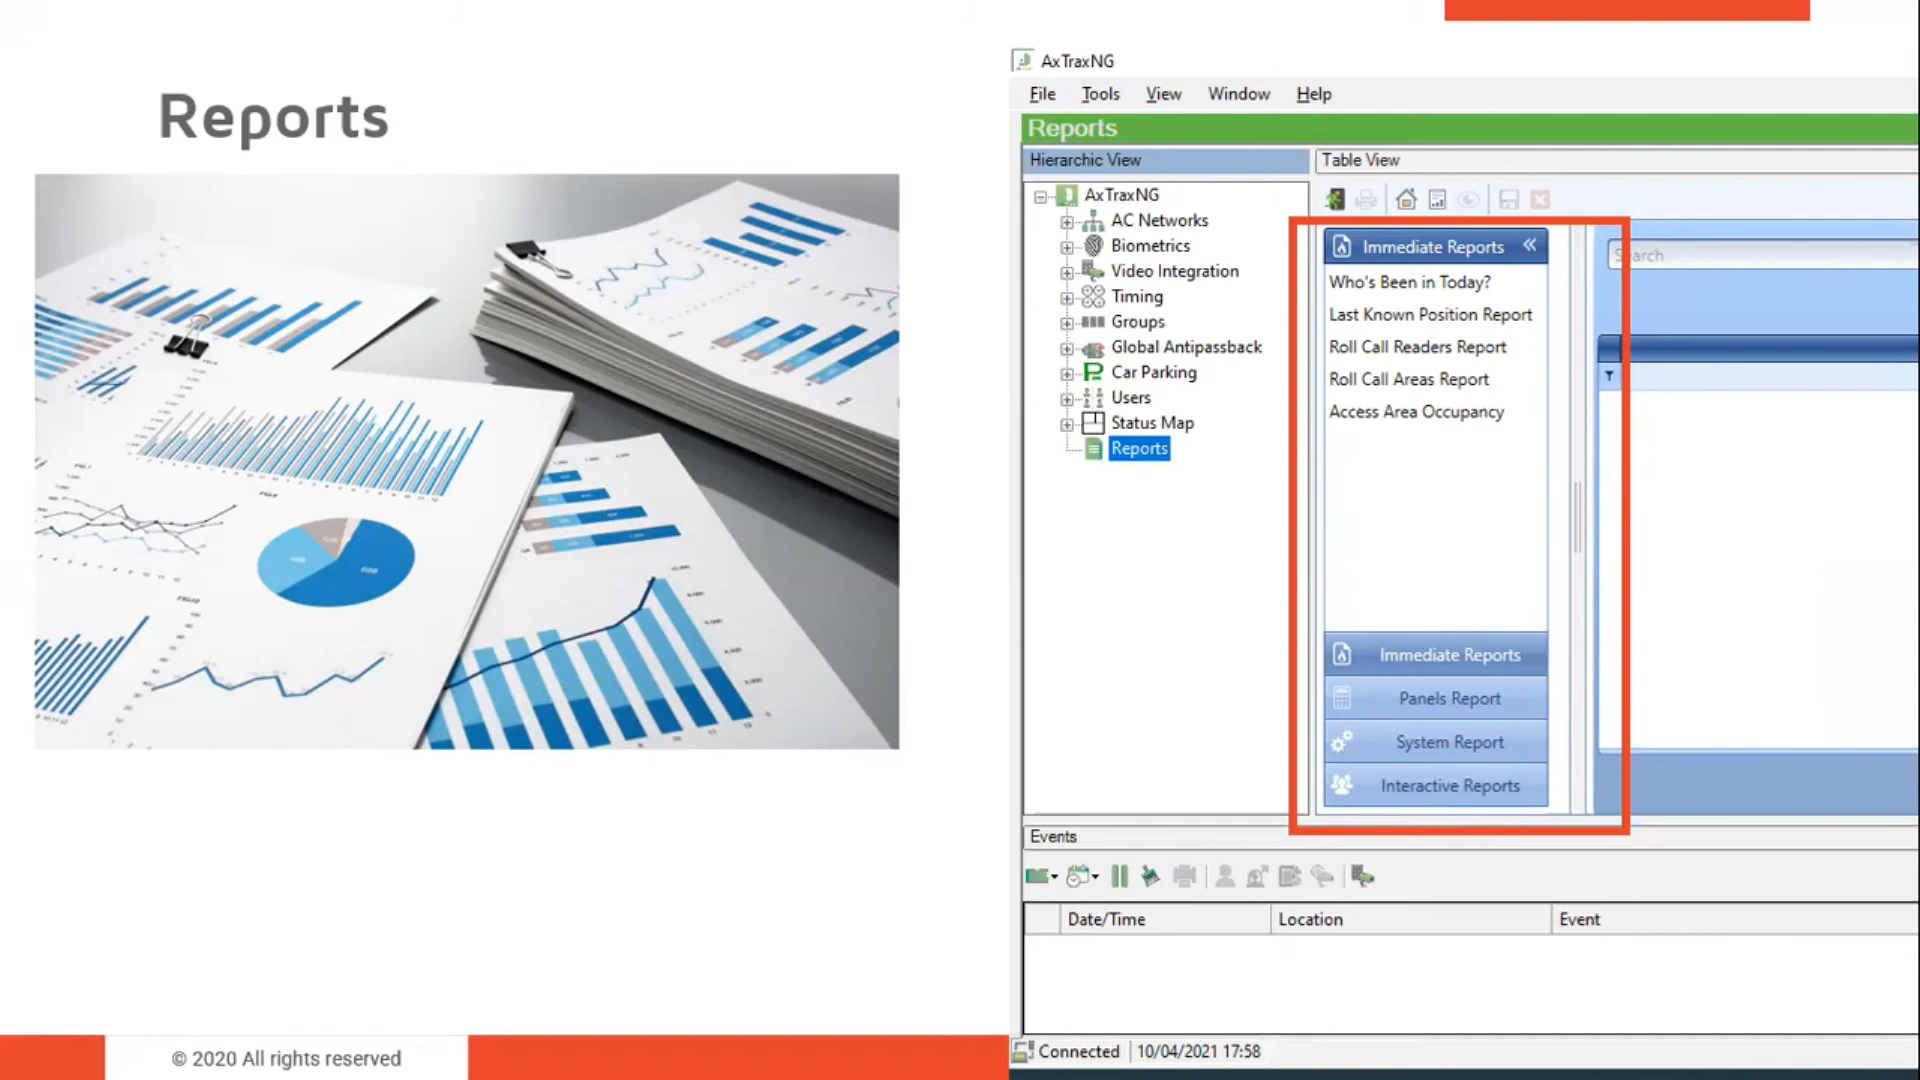 Reports
AxTraxNG
File Tools View Window Help
Reports
Hierarchic View
Table View
AxTraxNG
AC Networks
Biometrics
Video Integration
Timing
Groups
Global Antipassback
Car Parking
Users
Status Map
Reports
Immediate Reports
Who's Been in Today?
Last Known Position Report
Roll Call Readers Report
Roll Call Areas Report
Access Area Occupancy
Immediate Reports
Panels Report
System Report
Interactive Reports
Search
Events
Date/Time Location Event
Connected 10/04/2021 17:58
© 2020 All rights reserved